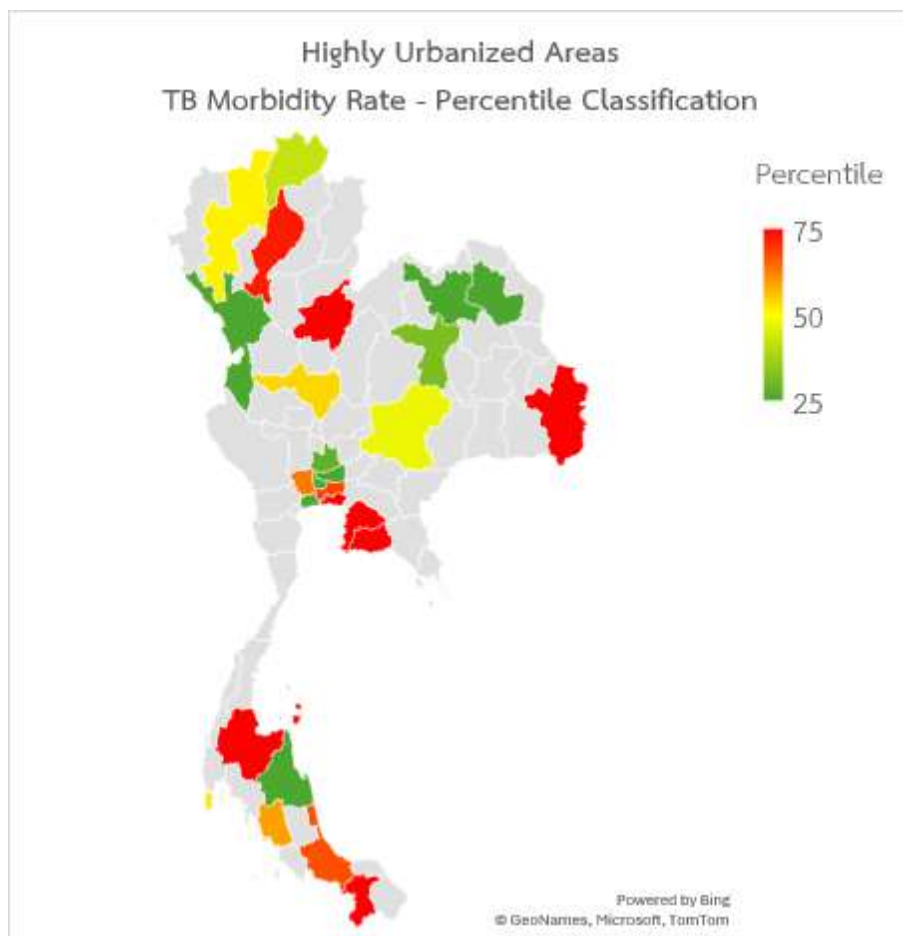 Highly Urbanized Areas
TB Morbidity Rate - Percentile Classification
Percentile
75
50
25
Powered by Bing
© GeoNames, Microsoft, TomTom